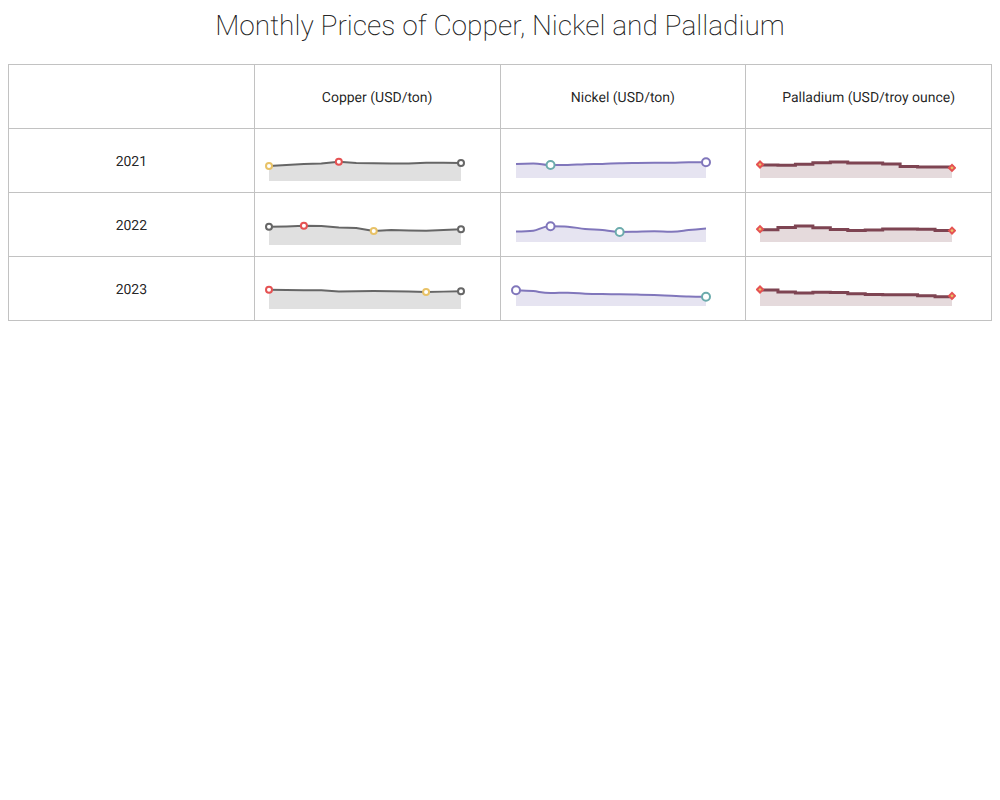 Monthly Prices of Copper, Nickel and Palladium
Copper (USD/ton)
Nickel (USD/ton)
Palladium (USD/troy ounce)
2021
2022
2023